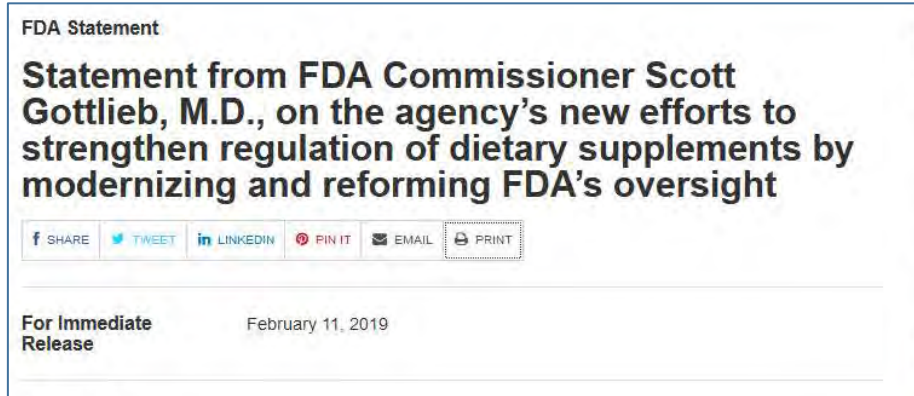 FDA Statement
Statement from FDA Commissioner Scott
Gottlieb, M.D., on the agency’s new efforts to
strengthen regulation of dietary supplements by
modernizing and reforming FDA’s oversight
f SHARE TWEET in LINKEDIN PIN IT EMAIL PRINT
For Immediate February 11, 2019
Release